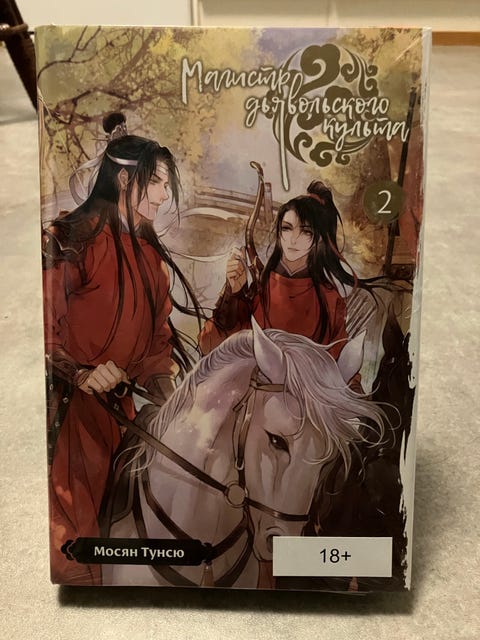 Магистр
дьявольского
культа
2
Мосян Тунсю
18+